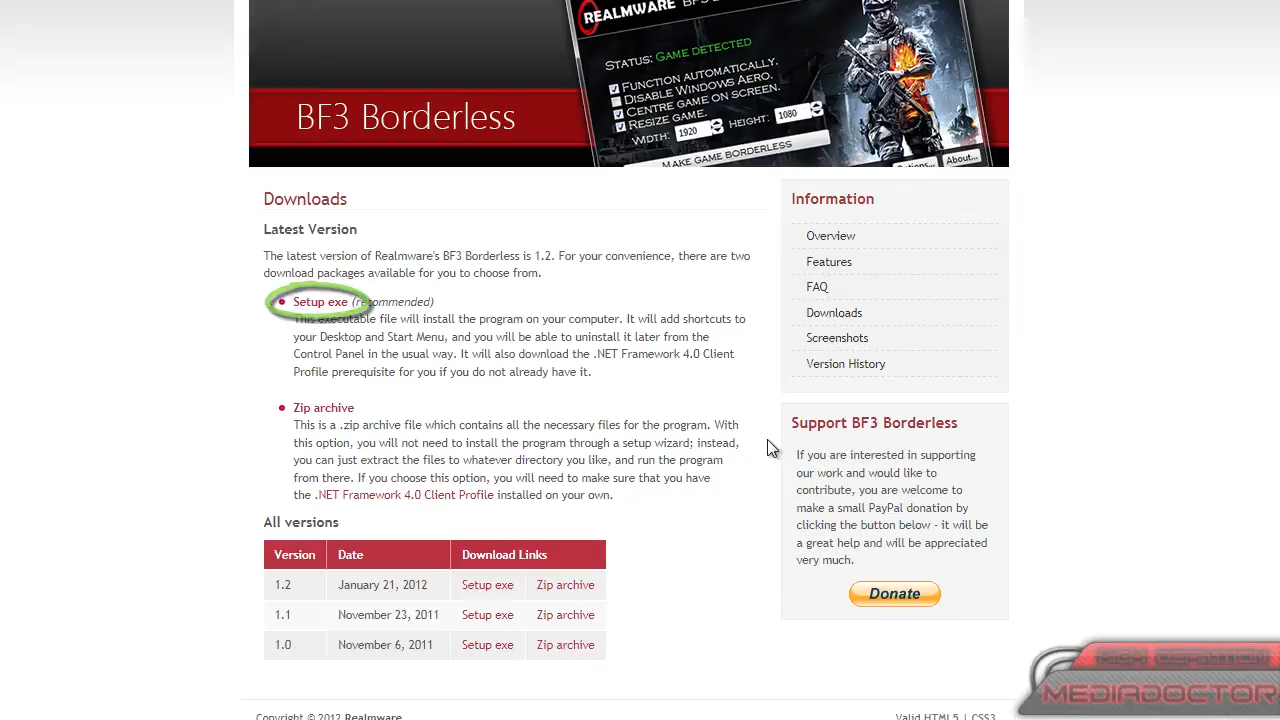 REALMWARE
STATUS: GAME DETECTED
FUNCTION AUTOMATICALLY.
DISABLE WINDOWS AERO.
CENTRE GAME ON SCREEN.
RESIZE GAME.
WIDTH: 1920 HEIGHT: 1080
MAKE GAME BORDERLESS
About...
BF3 Borderless
Downloads
Latest Version
The latest version of Realmware's BF3 Borderless is 1.2. For your convenience, there are two
download packages available for you to choose from.
Setup exe (recommended)
This executable file will install the program on your computer. It will add shortcuts to
your Desktop and Start Menu, and you will be able to uninstall it later from the
Control Panel in the usual way. It will also download the .NET Framework 4.0 Client
Profile prerequisite for you if you do not already have it.
Zip archive
This is a .zip archive file which contains all the necessary files for the program. With
this option, you will not need to install the program through a setup wizard; instead,
you can just extract the files to whatever directory you like, and run the program
from there. If you choose this option, you will need to make sure that you have
the .NET Framework 4.0 Client Profile installed on your own.
All versions
Version Date Download Links
1.2 January 21, 2012 Setup exe Zip archive
1.1 November 23, 2011 Setup exe Zip archive
1.0 November 6, 2011 Setup exe Zip archive
Information
Overview
Features
FAQ
Downloads
Screenshots
Version History
Support BF3 Borderless
If you are interested in supporting
our work and would like to
contribute, you are welcome to
make a small PayPal donation by
clicking the button below - it will be
a great help and will be appreciated
very much.
Donate
Copyright © 2012 Realmware
Valid HTML5 | CSS3
HIGH DEFINITION
MEDIADOCTOR